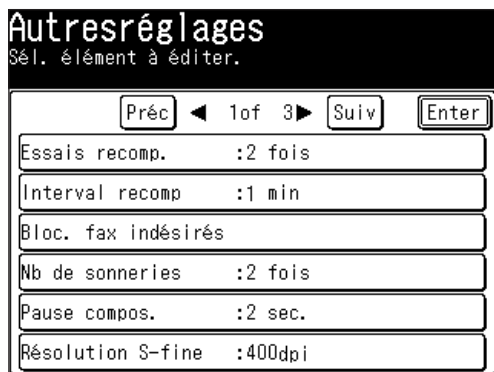 Autresréglages
Sél. élément à éditer.
Préc ◀ 1of 3▶ Suiv Enter
Essais recomp. :2 fois
Interval recomp :1 min
Bloc. fax indésirés
Nb de sonneries :2 fois
Pause compos. :2 sec.
Résolution S-fine :400dpi